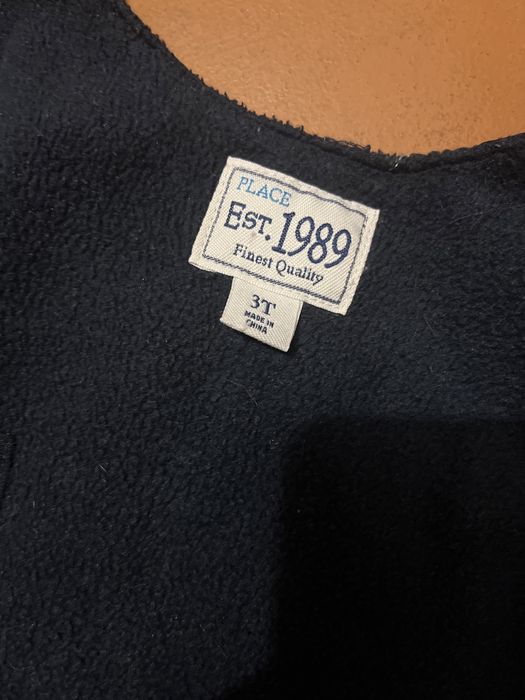 PLACE
EST. 1989
Finest Quality
3T
MADE IN
CHINA